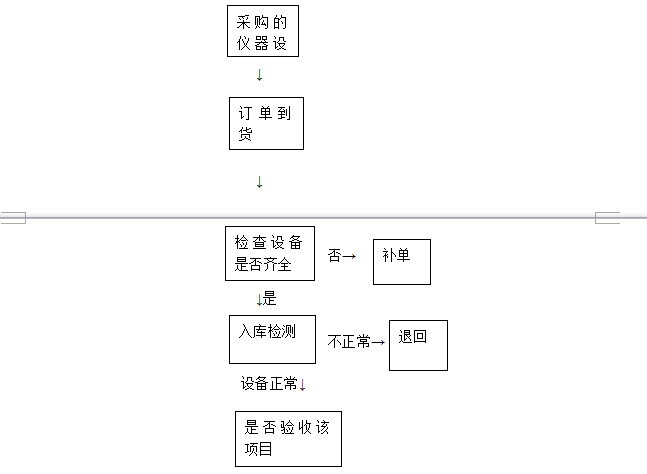 采购的
仪器设
↓
订单到
货
↓
检查设备
是否齐全
否→
补单
↓是
入库检测
不正常→
退回
设备正常↓
是否验收该
项目